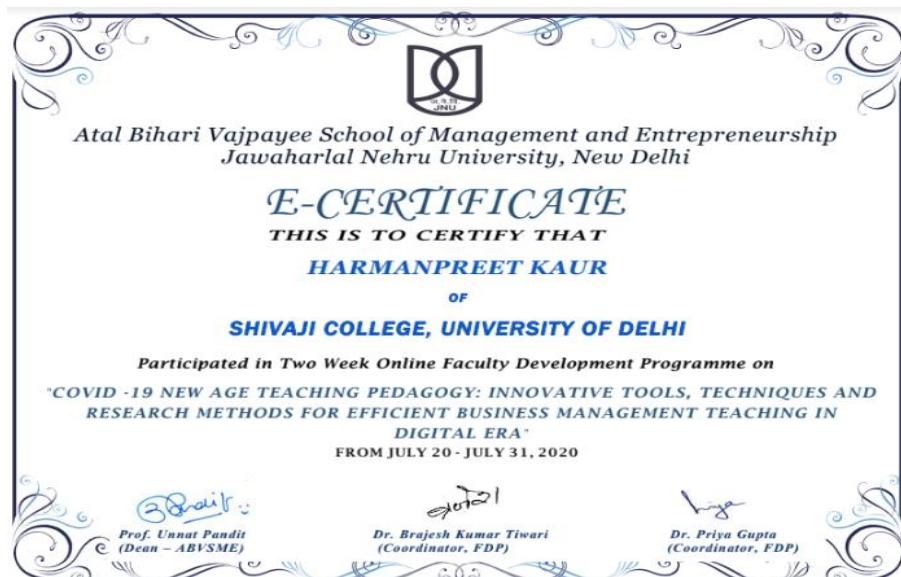 ज.ने.वि.
JNU
Atal Bihari Vajpayee School of Management and Entrepreneurship
Jawaharlal Nehru University, New Delhi
E-CERTIFICATE
THIS IS TO CERTIFY THAT
HARMANPREET KAUR
OF
SHIVAJI COLLEGE, UNIVERSITY OF DELHI
Participated in Two Week Online Faculty Development Programme on
"COVID -19 NEW AGE TEACHING PEDAGOGY: INNOVATIVE TOOLS, TECHNIQUES AND
RESEARCH METHODS FOR EFFICIENT BUSINESS MANAGEMENT TEACHING IN
DIGITAL ERA"
FROM JULY 20 - JULY 31, 2020
Prof. Unnat Pandit
(Dean – ABVSME)
Dr. Brajesh Kumar Tiwari
(Coordinator, FDP)
Dr. Priya Gupta
(Coordinator, FDP)